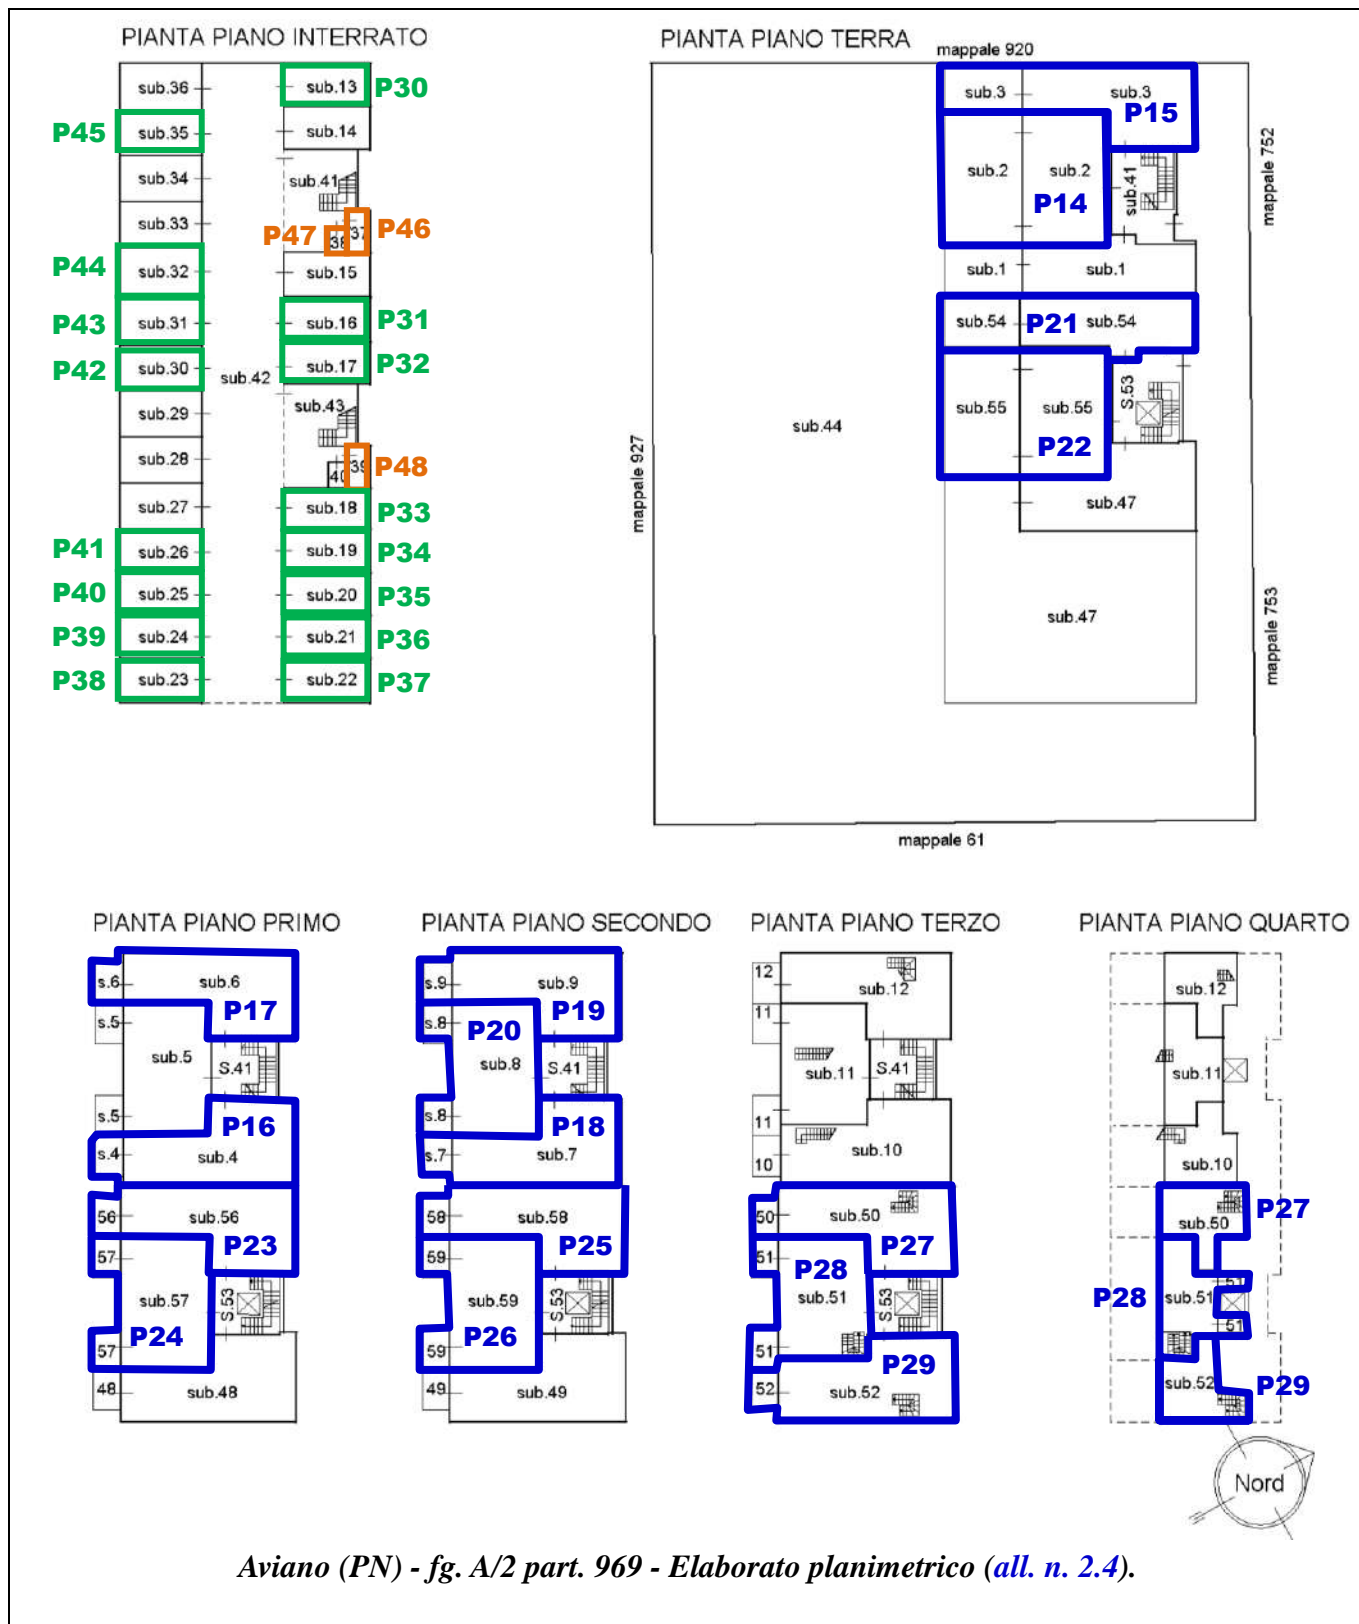 PIANTA PIANO INTERRATO
sub.36
sub.13
P30
P45
sub.35
sub.14
sub.34
sub.41
sub.33
P47
38
37
P46
P44
sub.32
sub.15
P43
sub.31
sub.16
P31
P42
sub.30
sub.42
sub.17
P32
sub.29
sub.43
sub.28
40
39
P48
sub.27
sub.18
P33
P41
sub.26
sub.19
P34
P40
sub.25
sub.20
P35
P39
sub.24
sub.21
P36
P38
sub.23
sub.22
P37
PIANTA PIANO TERRA
mappale 920
sub.3
sub.3
P15
mappale 752
sub.2
sub.2
sub.41
P14
sub.1
sub.1
sub.54
P21
sub.54
S.53
sub.55
sub.55
P22
sub.44
mappale 927
sub.47
sub.47
mappale 753
mappale 61
PIANTA PIANO PRIMO
s.6
sub.6
P17
s.5
sub.5
S.41
s.5
P16
s.4
sub.4
56
sub.56
P23
57
sub.57
S.53
P24
57
48
sub.48
PIANTA PIANO SECONDO
s.9
sub.9
P19
s.8
P20
sub.8
S.41
s.8
P18
s.7
sub.7
58
sub.58
P25
59
sub.59
S.53
P26
59
49
sub.49
PIANTA PIANO TERZO
12
sub.12
11
sub.11
S.41
11
10
sub.10
50
sub.50
P27
51
P28
sub.51
S.53
51
P29
52
sub.52
PIANTA PIANO QUARTO
sub.12
sub.11
sub.10
P27
sub.50
51
P28
sub.51
51
sub.52
P29
Nord
Aviano (PN) - fg. A/2 part. 969 - Elaborato planimetrico (all. n. 2.4).